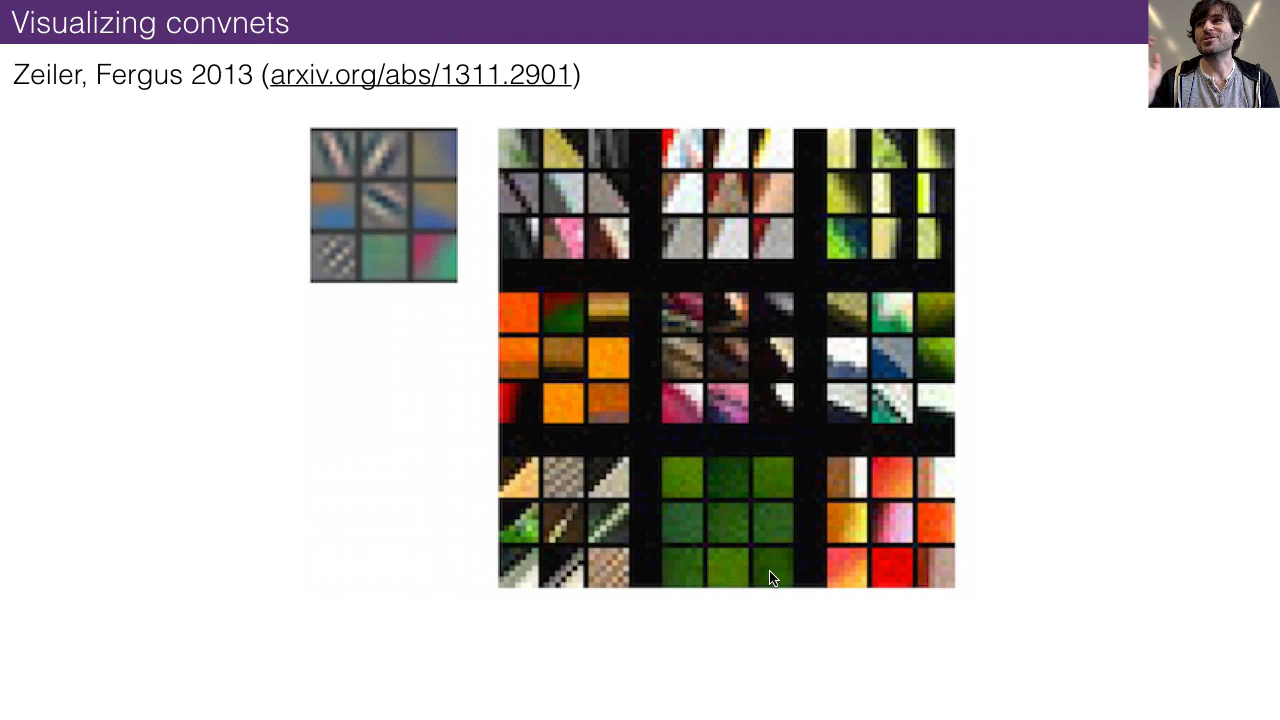 Visualizing convnets
Zeiler, Fergus 2013 (arxiv.org/abs/1311.2901)